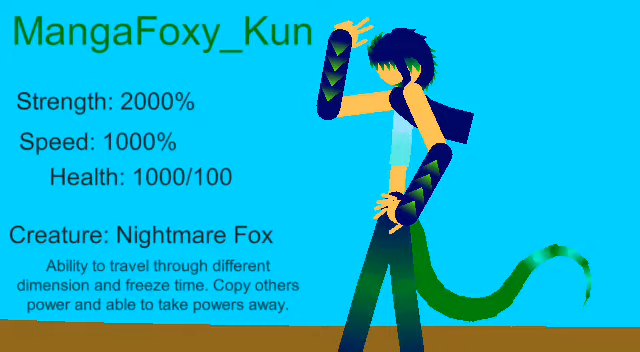 MangaFoxy_Kun
Strength: 2000%
Speed: 1000%
Health: 1000/100
Creature: Nightmare Fox
Ability to travel through different
dimension and freeze time. Copy others
power and able to take powers away.